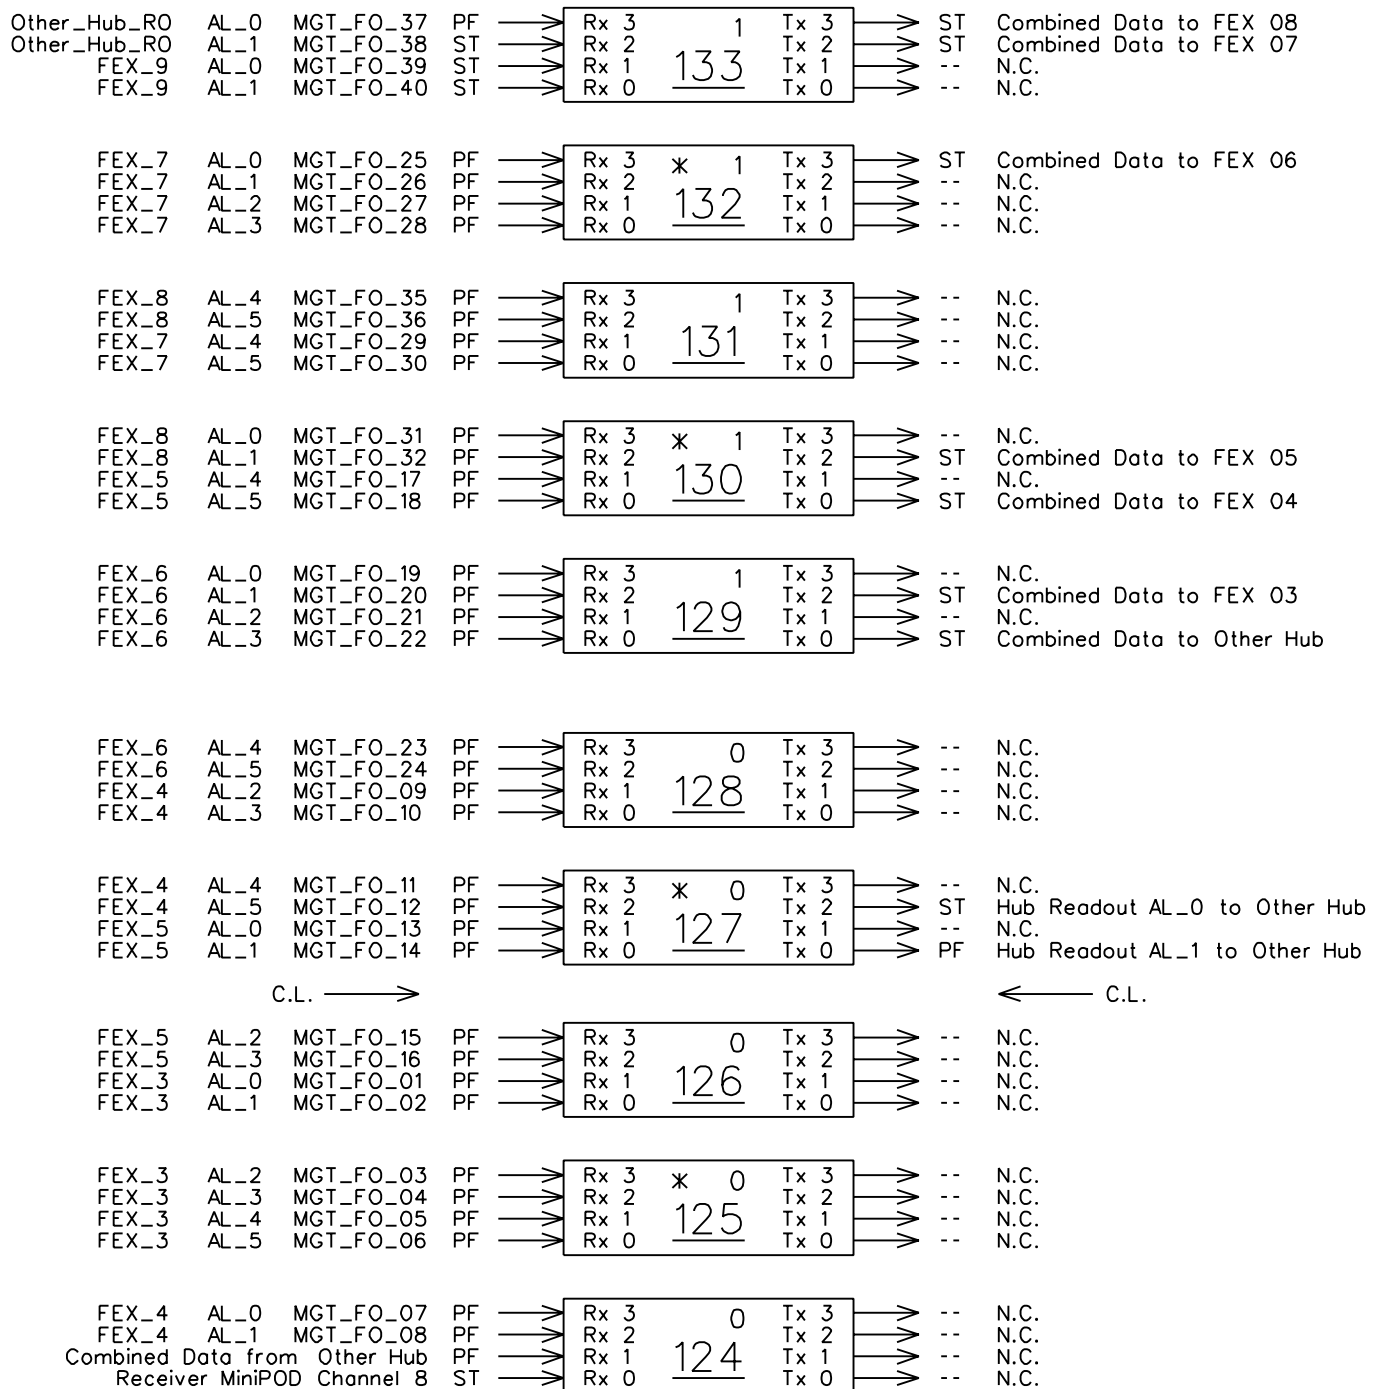 Other_Hub_RO AL_0 MGT_FO_37 PF Rx 3 1 Tx 3 ST Combined Data to FEX 08
Other_Hub_RO AL_1 MGT_FO_38 ST Rx 2 Tx 2 ST Combined Data to FEX 07
FEX_9 AL_0 MGT_FO_39 ST Rx 1 133 Tx 1 -- N.C.
FEX_9 AL_1 MGT_FO_40 ST Rx 0 Tx 0 -- N.C.
FEX_7 AL_0 MGT_FO_25 PF Rx 3 * 1 Tx 3 ST Combined Data to FEX 06
FEX_7 AL_1 MGT_FO_26 PF Rx 2 Tx 2 -- N.C.
FEX_7 AL_2 MGT_FO_27 PF Rx 1 132 Tx 1 -- N.C.
FEX_7 AL_3 MGT_FO_28 PF Rx 0 Tx 0 -- N.C.
FEX_8 AL_4 MGT_FO_35 PF Rx 3 1 Tx 3 -- N.C.
FEX_8 AL_5 MGT_FO_36 PF Rx 2 Tx 2 -- N.C.
FEX_7 AL_4 MGT_FO_29 PF Rx 1 131 Tx 1 -- N.C.
FEX_7 AL_5 MGT_FO_30 PF Rx 0 Tx 0 -- N.C.
FEX_8 AL_0 MGT_FO_31 PF Rx 3 * 1 Tx 3 -- N.C.
FEX_8 AL_1 MGT_FO_32 PF Rx 2 Tx 2 ST Combined Data to FEX 05
FEX_5 AL_4 MGT_FO_17 PF Rx 1 130 Tx 1 -- N.C.
FEX_5 AL_5 MGT_FO_18 PF Rx 0 Tx 0 ST Combined Data to FEX 04
FEX_6 AL_0 MGT_FO_19 PF Rx 3 1 Tx 3 -- N.C.
FEX_6 AL_1 MGT_FO_20 PF Rx 2 Tx 2 ST Combined Data to FEX 03
FEX_6 AL_2 MGT_FO_21 PF Rx 1 129 Tx 1 -- N.C.
FEX_6 AL_3 MGT_FO_22 PF Rx 0 Tx 0 ST Combined Data to Other Hub
FEX_6 AL_4 MGT_FO_23 PF Rx 3 0 Tx 3 -- N.C.
FEX_6 AL_5 MGT_FO_24 PF Rx 2 Tx 2 -- N.C.
FEX_4 AL_2 MGT_FO_09 PF Rx 1 128 Tx 1 -- N.C.
FEX_4 AL_3 MGT_FO_10 PF Rx 0 Tx 0 -- N.C.
FEX_4 AL_4 MGT_FO_11 PF Rx 3 * 0 Tx 3 -- N.C.
FEX_4 AL_5 MGT_FO_12 PF Rx 2 Tx 2 ST Hub Readout AL_0 to Other Hub
FEX_5 AL_0 MGT_FO_13 PF Rx 1 127 Tx 1 -- N.C.
FEX_5 AL_1 MGT_FO_14 PF Rx 0 Tx 0 PF Hub Readout AL_1 to Other Hub
C.L. C.L.
FEX_5 AL_2 MGT_FO_15 PF Rx 3 0 Tx 3 -- N.C.
FEX_5 AL_3 MGT_FO_16 PF Rx 2 Tx 2 -- N.C.
FEX_3 AL_0 MGT_FO_01 PF Rx 1 126 Tx 1 -- N.C.
FEX_3 AL_1 MGT_FO_02 PF Rx 0 Tx 0 -- N.C.
FEX_3 AL_2 MGT_FO_03 PF Rx 3 * 0 Tx 3 -- N.C.
FEX_3 AL_3 MGT_FO_04 PF Rx 2 Tx 2 -- N.C.
FEX_3 AL_4 MGT_FO_05 PF Rx 1 125 Tx 1 -- N.C.
FEX_3 AL_5 MGT_FO_06 PF Rx 0 Tx 0 -- N.C.
FEX_4 AL_0 MGT_FO_07 PF Rx 3 0 Tx 3 -- N.C.
FEX_4 AL_1 MGT_FO_08 PF Rx 2 Tx 2 -- N.C.
Combined Data from Other Hub PF Rx 1 124 Tx 1 -- N.C.
Receiver MiniPOD Channel 8 ST Rx 0 Tx 0 -- N.C.